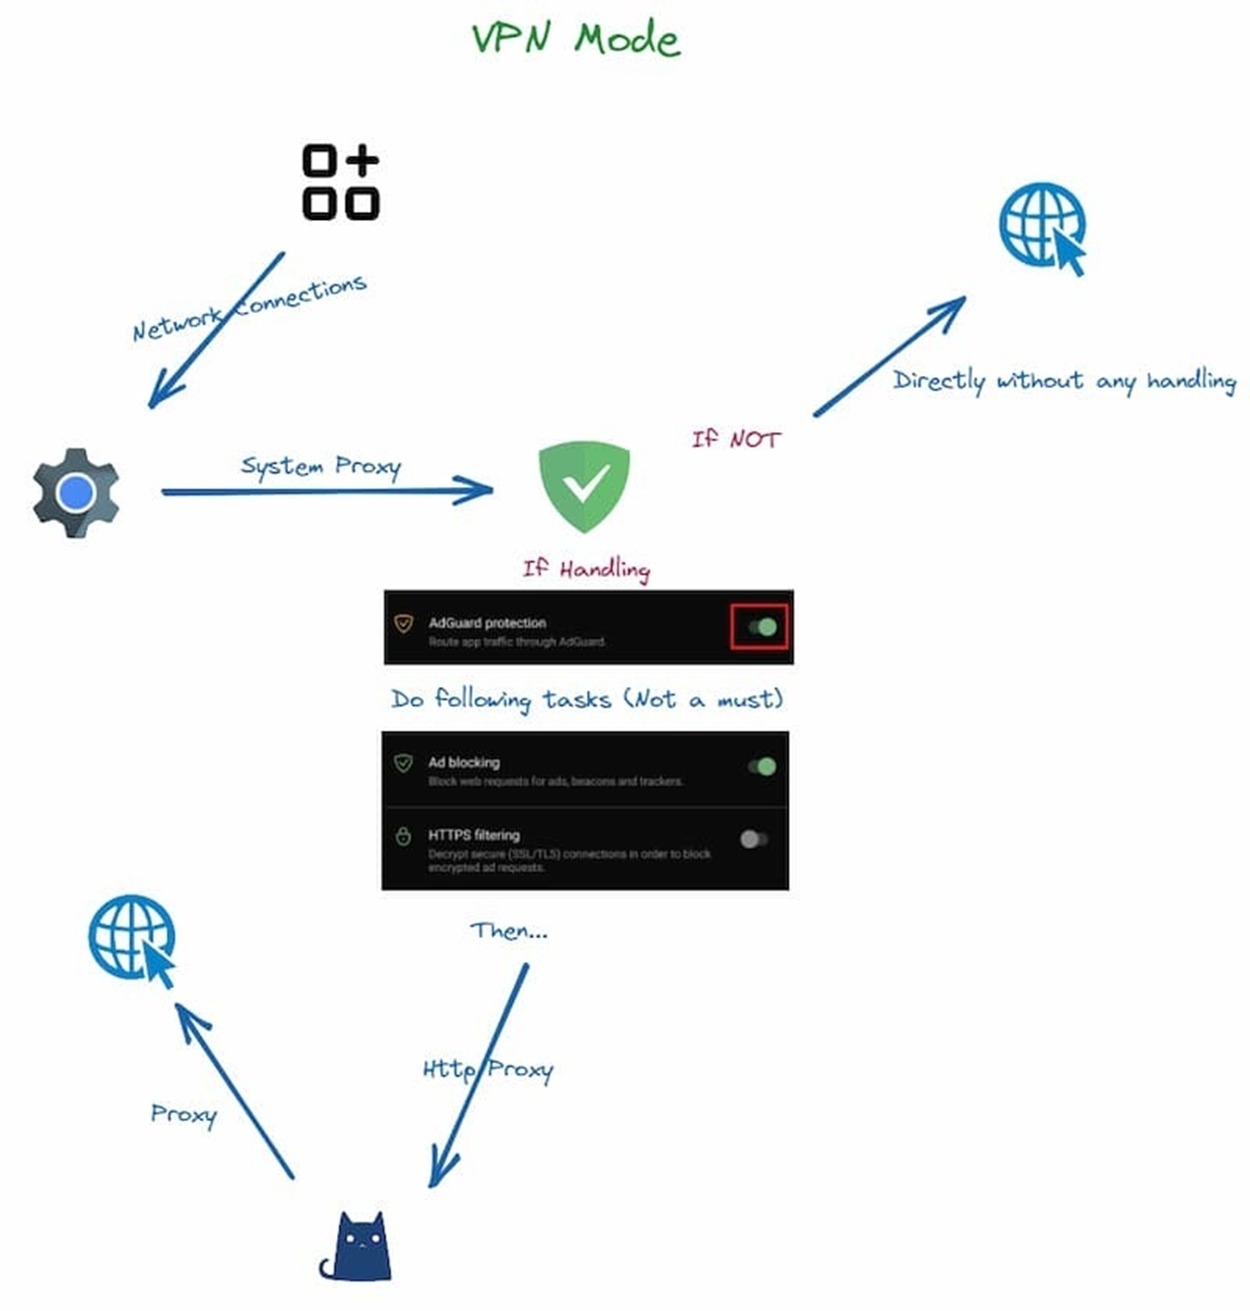 VPN Mode
Network Connections
Directly without any handling
If NOT
System Proxy
If Handling
AdGuard protection
Route app traffic through AdGuard.
Do following tasks (Not a must)
Ad blocking
Block web requests for ads, beacons and trackers.
HTTPS filtering
Decrypt secure (SSL/TLS) connections in order to block
encrypted ad requests.
Then...
Http Proxy
Proxy